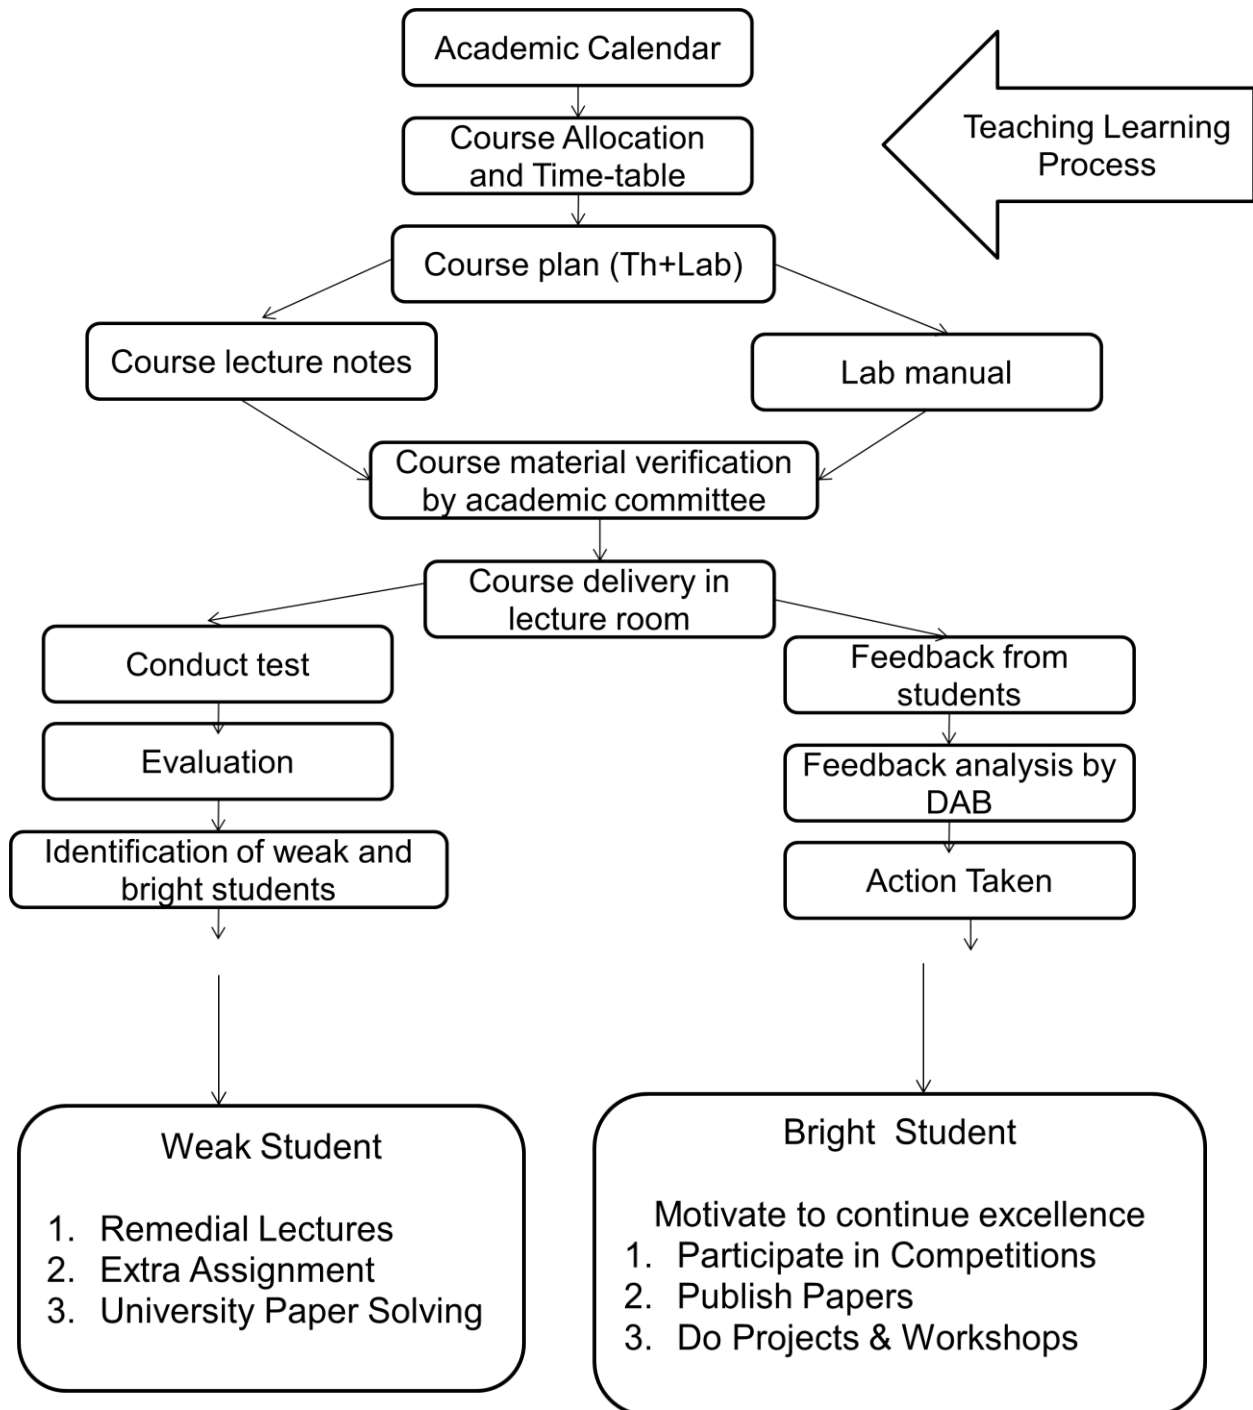 Academic Calendar
Teaching Learning
Process
Course Allocation
and Time-table
Course plan (Th+Lab)
Course lecture notes
Lab manual
Course material verification
by academic committee
Course delivery in
lecture room
Conduct test
Evaluation
Identification of weak and
bright students
Feedback from
students
Feedback analysis by
DAB
Action Taken
Weak Student
1. Remedial Lectures
2. Extra Assignment
3. University Paper Solving
Bright Student
Motivate to continue excellence
1. Participate in Competitions
2. Publish Papers
3. Do Projects & Workshops